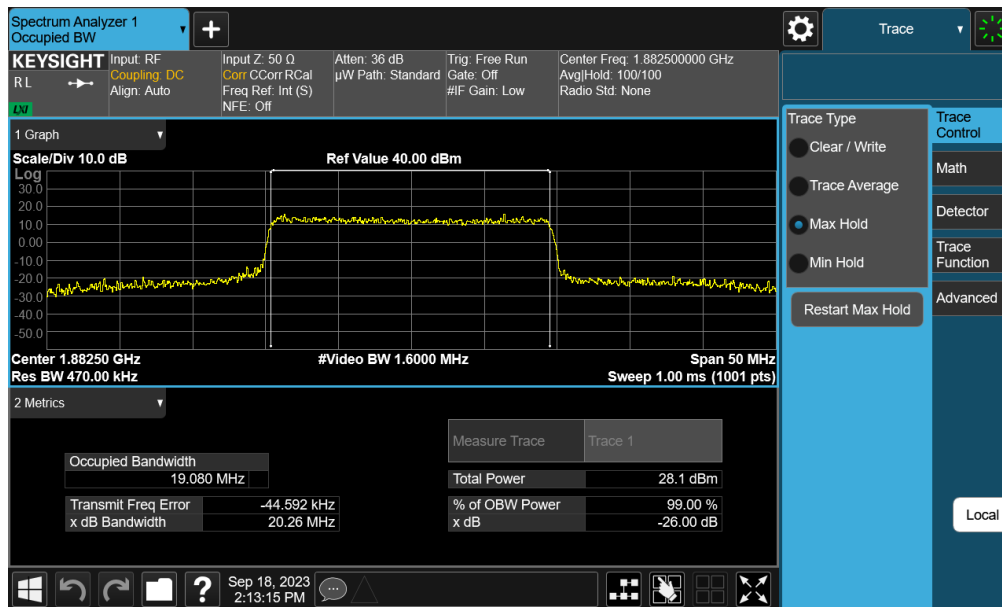 Spectrum Analyzer 1
Occupied BW
+
Trace
KEYSIGHT Input: RF Input Z: 50 Ω Atten: 36 dB Trig: Free Run Center Freq: 1.882500000 GHz
R L Coupling: DC Corr CCorr RCal µW Path: Standard Gate: Off Avg|Hold: 100/100
Align: Auto Freq Ref: Int (S) #IF Gain: Low Radio Std: None
LXI NFE: Off
1 Graph
Scale/Div 10.0 dB Ref Value 40.00 dBm
Log
30.0
20.0
10.0
0.00
-10.0
-20.0
-30.0
-40.0
-50.0
Center 1.88250 GHz #Video BW 1.6000 MHz Span 50 MHz
Res BW 470.00 kHz Sweep 1.00 ms (1001 pts)
2 Metrics
Measure Trace Trace 1
Occupied Bandwidth
19.080 MHz
Total Power 28.1 dBm
Transmit Freq Error -44.592 kHz % of OBW Power 99.00 %
x dB Bandwidth 20.26 MHz x dB -26.00 dB
Trace Type
Clear / Write
Trace Average
Max Hold
Min Hold
Restart Max Hold
Trace
Control
Math
Detector
Trace
Function
Advanced
Local
? Sep 18, 2023
2:13:15 PM